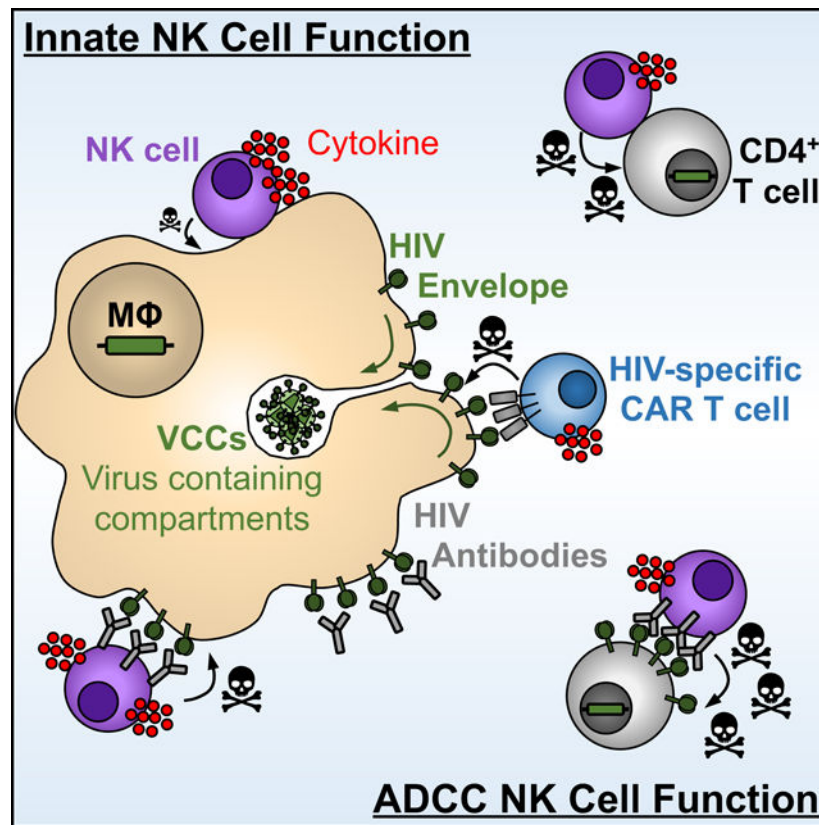 Innate NK Cell Function
NK cell
Cytokine
CD4⁺
T cell
HIV
Envelope
MΦ
HIV-specific
CAR T cell
VCCs
Virus containing
compartments
HIV
Antibodies
ADCC NK Cell Function